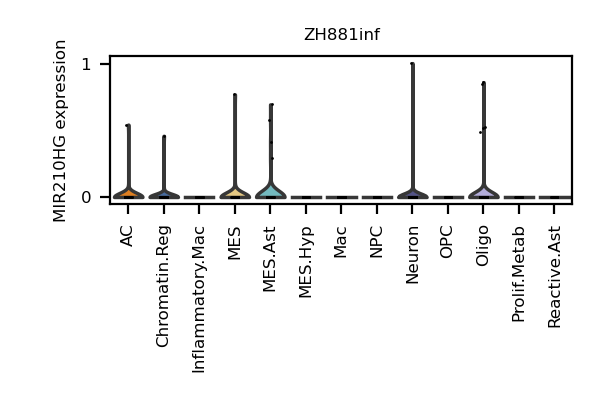 ZH881inf
MIR210HG expression
1
0
AC
Chromatin.Reg
Inflammatory.Mac
MES
MES.Ast
MES.Hyp
Mac
NPC
Neuron
OPC
Oligo
Prolif.Metab
Reactive.Ast